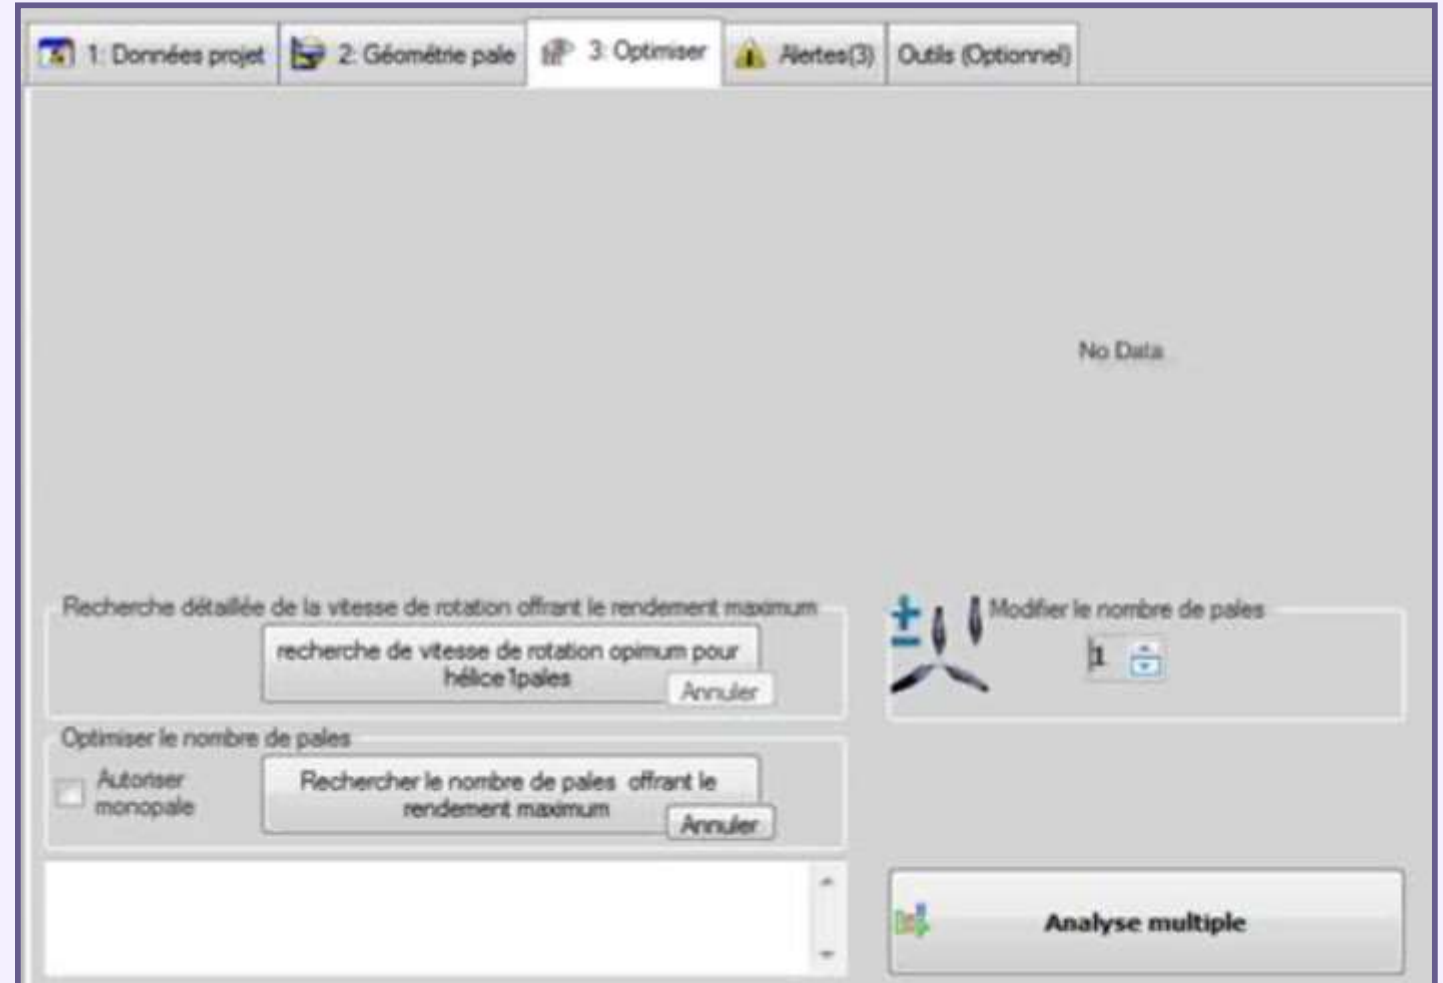 1: Données projet
2: Géométrie pale
3: Optimiser
Alertes(3)
Outils (Optionnel)
No Data
Recherche détaillée de la vitesse de rotation offrant le rendement maximum
recherche de vitesse de rotation opimum pour
hélice1pales
Annuler
Modifier le nombre de pales
1
Optimiser le nombre de pales
Autoriser
monopale
Rechercher le nombre de pales offrant le
rendement maximum
Annuler
Analyse multiple